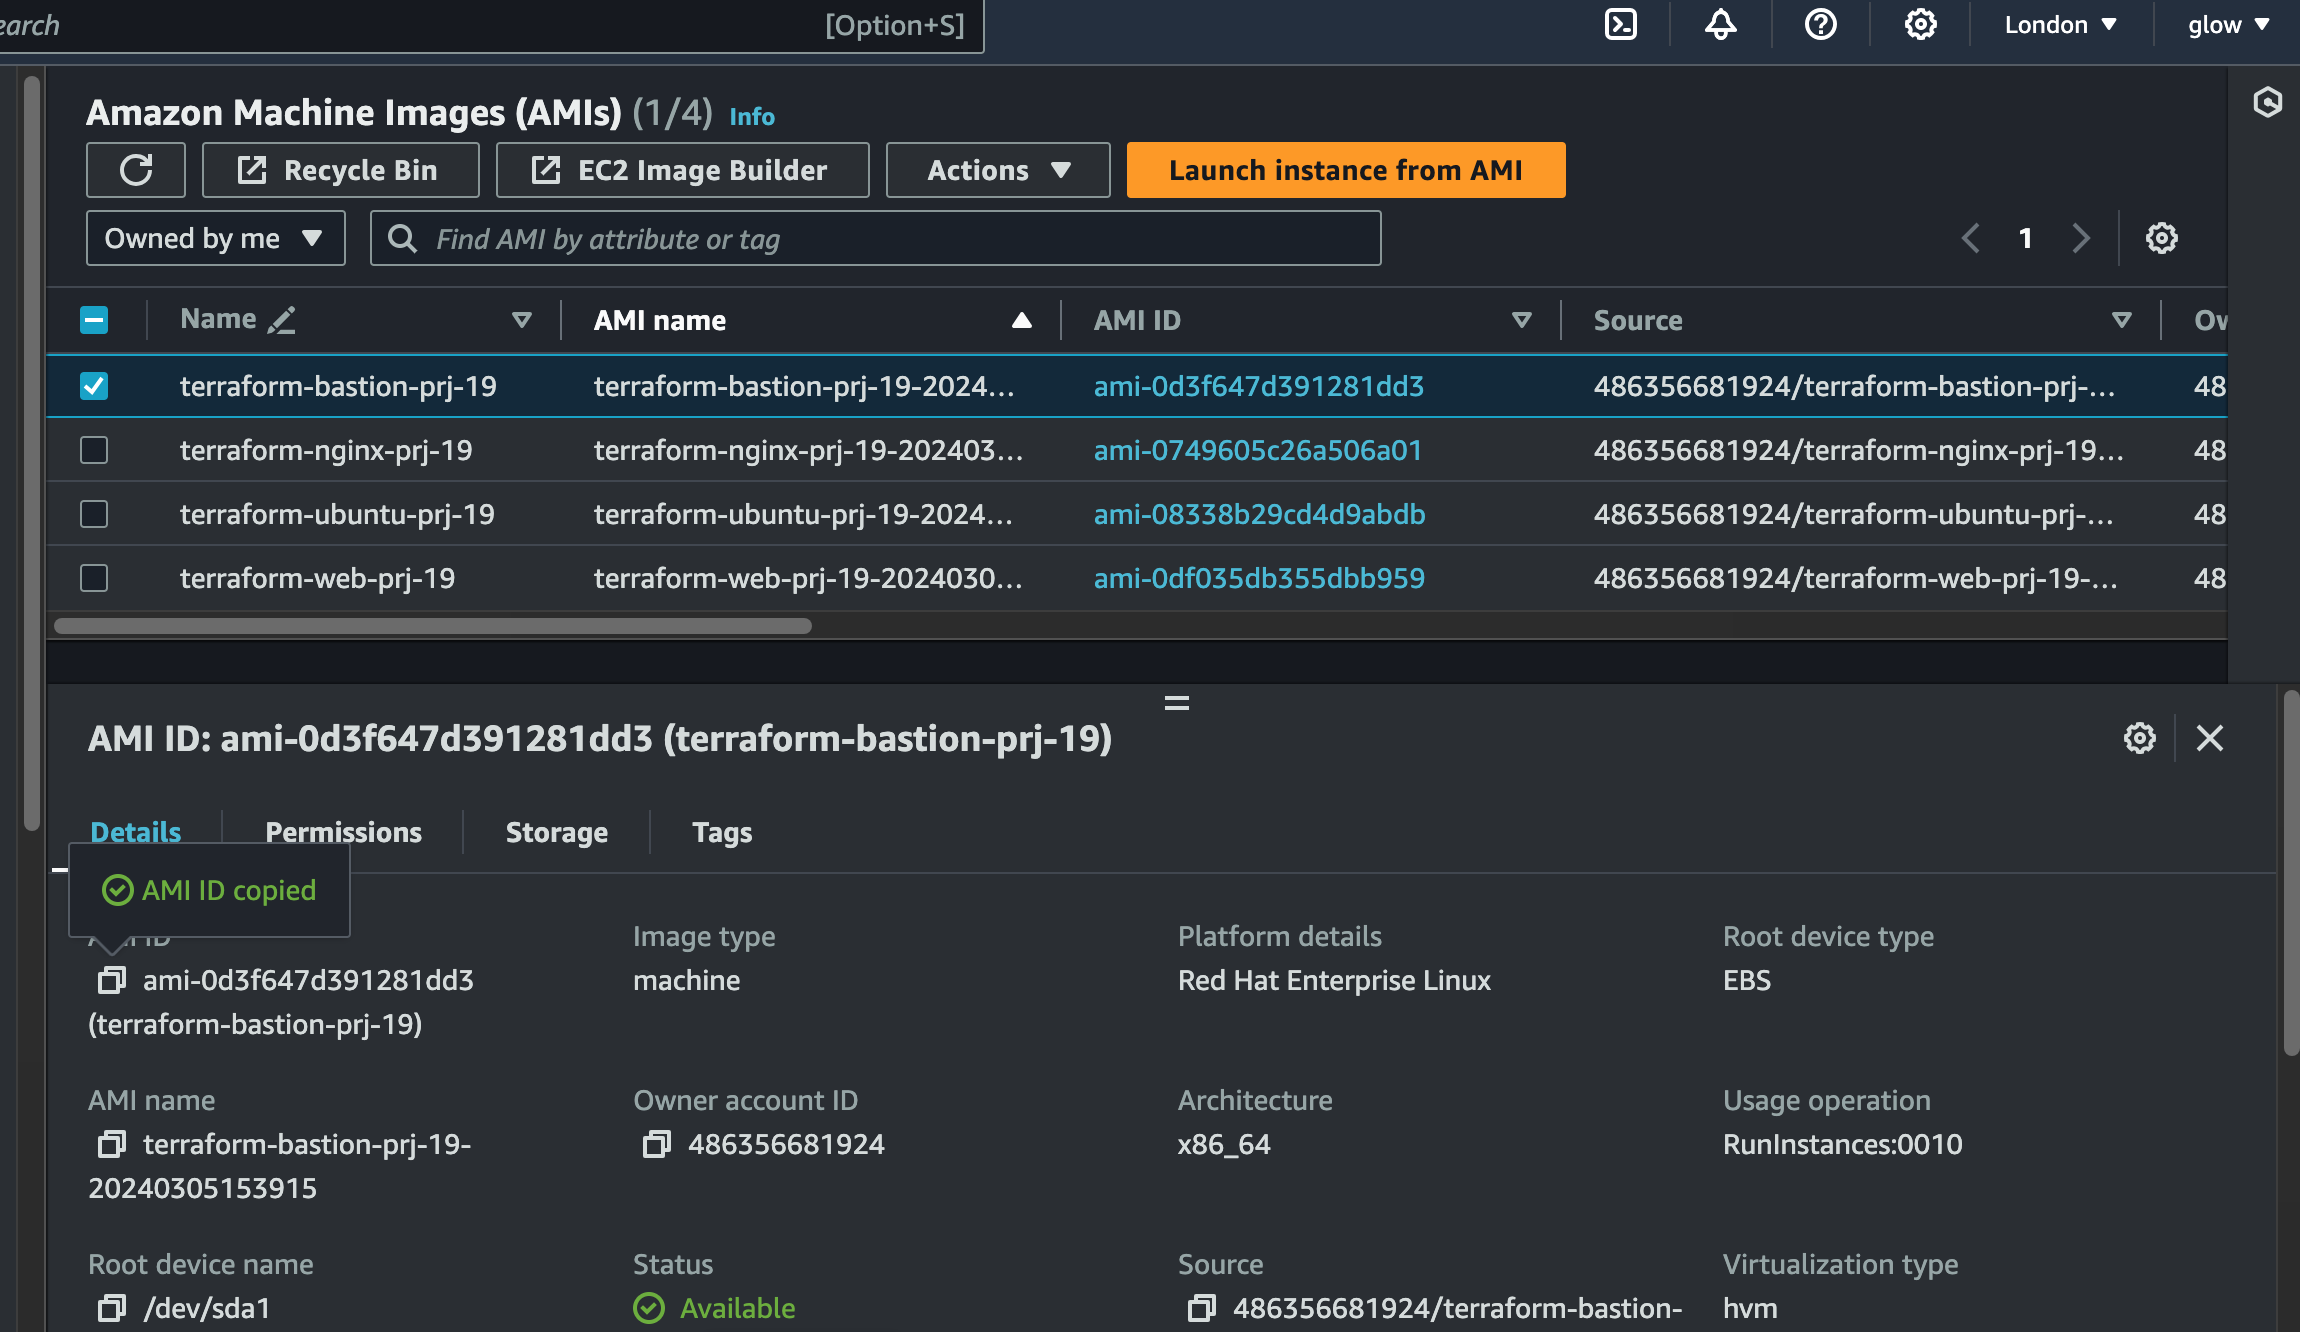 earch [Option+S] London glow
Amazon Machine Images (AMIs) (1/4) Info
Recycle Bin EC2 Image Builder Actions Launch instance from AMI
Owned by me Find AMI by attribute or tag 1
Name AMI name AMI ID Source Ow
terraform-bastion-prj-19 terraform-bastion-prj-19-2024… ami-0d3f647d391281dd3 486356681924/terraform-bastion-prj-… 48
terraform-nginx-prj-19 terraform-nginx-prj-19-202403… ami-0749605c26a506a01 486356681924/terraform-nginx-prj-19… 48
terraform-ubuntu-prj-19 terraform-ubuntu-prj-19-2024… ami-08338b29cd4d9abdb 486356681924/terraform-ubuntu-prj-… 48
terraform-web-prj-19 terraform-web-prj-19-2024030… ami-0df035db355dbb959 486356681924/terraform-web-prj-19-… 48
AMI ID: ami-0d3f647d391281dd3 (terraform-bastion-prj-19)
Details Permissions Storage Tags
AMI ID copied
AMI ID Image type Platform details Root device type
ami-0d3f647d391281dd3 machine Red Hat Enterprise Linux EBS
(terraform-bastion-prj-19)
AMI name Owner account ID Architecture Usage operation
terraform-bastion-prj-19- 486356681924 x86_64 RunInstances:0010
20240305153915
Root device name Status Source Virtualization type
/dev/sda1 Available 486356681924/terraform-bastion- hvm